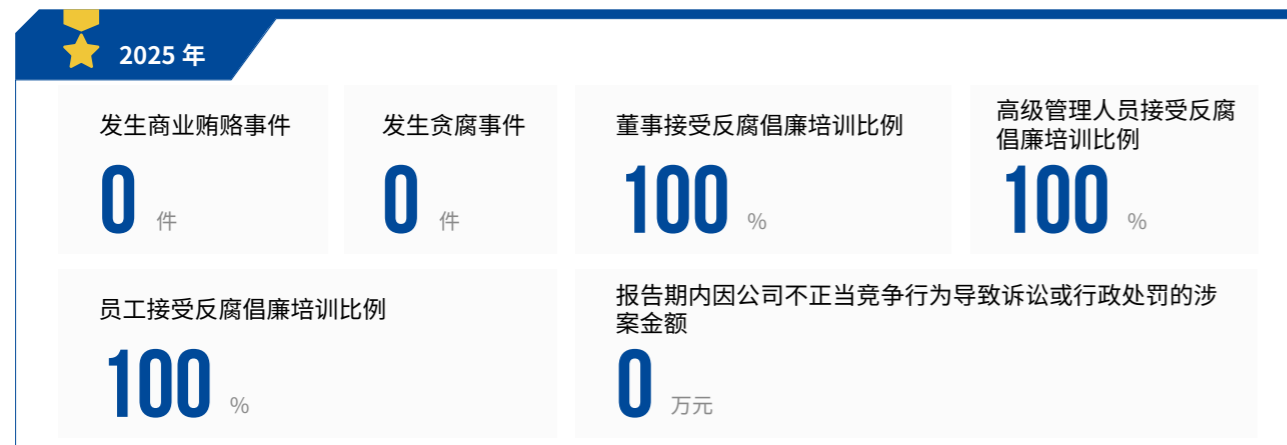 2025 年
发生商业贿赂事件
0 件
发生贪腐事件
0 件
董事接受反腐倡廉培训比例
100 %
高级管理人员接受反腐
倡廉培训比例
100 %
员工接受反腐倡廉培训比例
100 %
报告期内因公司不正当竞争行为导致诉讼或行政处罚的涉
案金额
0 万元